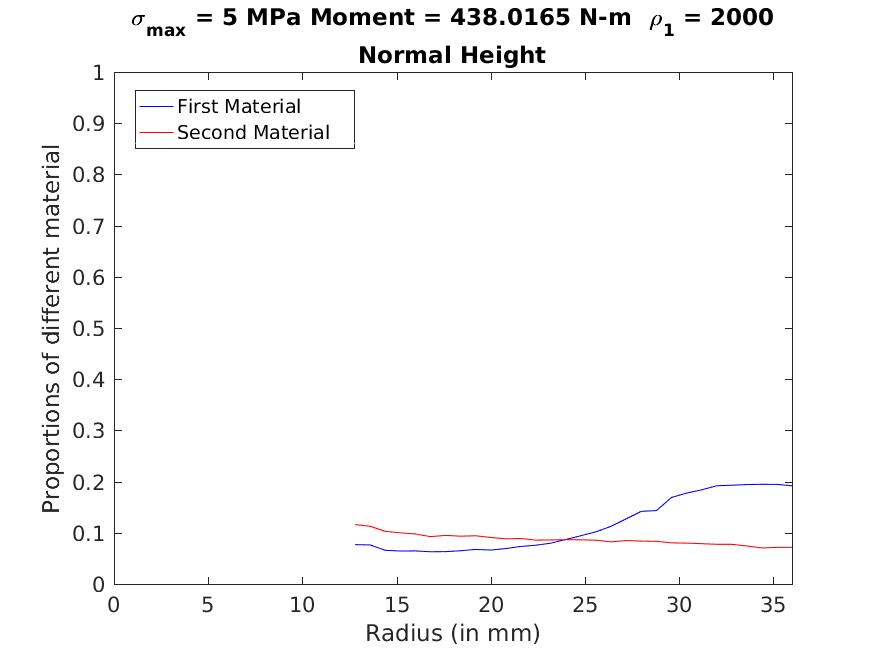 σmax = 5 MPa Moment = 438.0165 N-m ρ1 = 2000
Normal Height
1
0.9
0.8
0.7
0.6
0.5
0.4
0.3
0.2
0.1
0
First Material
Second Material
Proportions of different material
0 5 10 15 20 25 30 35
Radius (in mm)